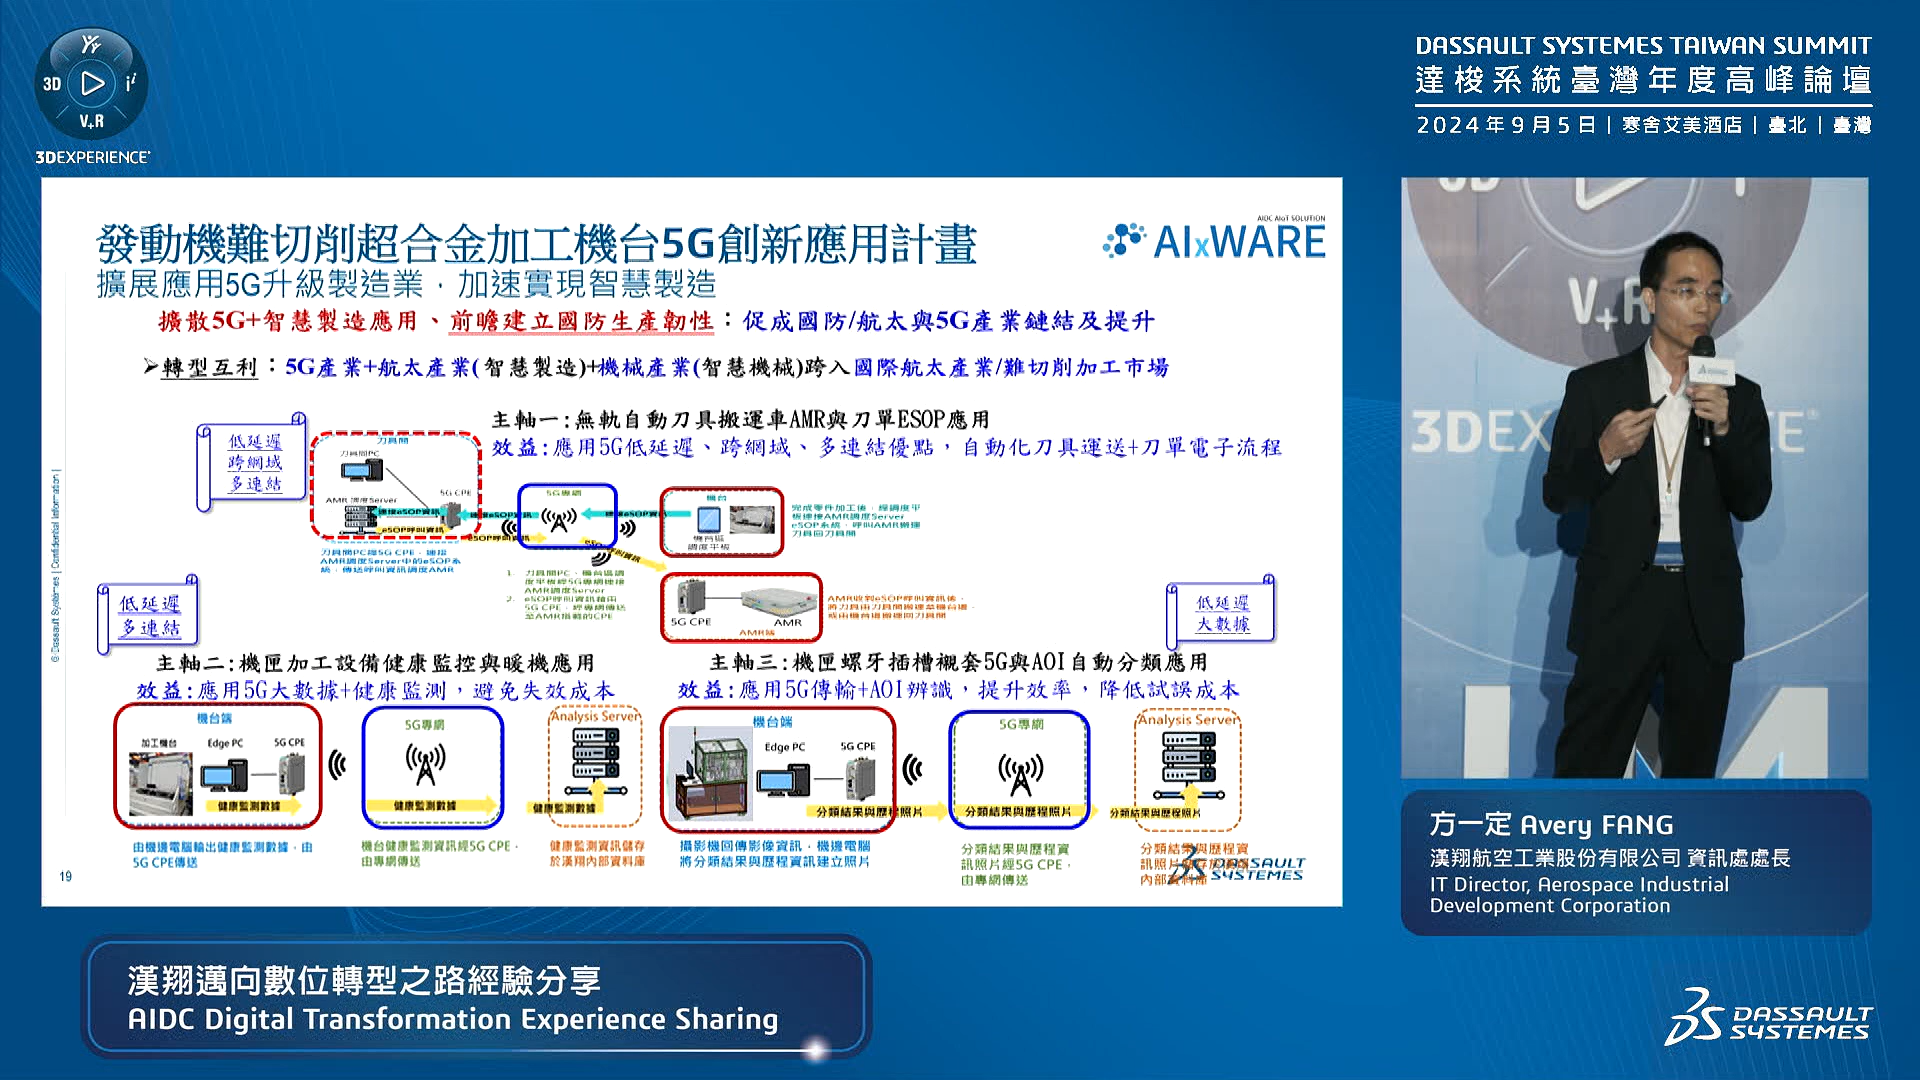 3D
V+R
3DEXPERIENCE
DASSAULT SYSTEMES TAIWAN SUMMIT
達梭系統臺灣年度高峰論壇
2024年9月5日 | 寒舍艾美酒店 | 臺北 | 臺灣
發動機難切削超合金加工機台5G創新應用計畫
AIDC AIoT SOLUTION
AIxWARE
擴展應用5G升級製造業，加速實現智慧製造
擴散5G+智慧製造應用、前瞻建立國防生產韌性：促成國防/航太與5G產業鏈結及提升
轉型互利：5G產業+航太產業(智慧製造)+機械產業(智慧機械)跨入國際航太產業/難切削加工市場
主軸一:無軌自動刀具搬運車AMR與刀單ESOP應用
效益:應用5G低延遲、跨網域、多連結優點，自動化刀具運送+刀單電子流程
低延遲
跨網域
多連結
刀具間
刀具間PC
AMR 調度Server
5G CPE
連接eSOP資訊
eSOP呼叫資訊
5G專網
機台
機台區
調度平板
完成零件加工後，經調度平
板連接AMR調度Server
eSOP系統，呼叫AMR搬運
刀具回刀具間
刀具間PC經5G CPE，連接
AMR調度Server中的eSOP系
統，傳送呼叫資訊調度AMR
1. 刀具間PC、機台區調
度平板經5G專網連接
AMR調度Server
2. eSOP呼叫資訊藉由
5G CPE，經專網傳送
至AMR搭載的CPE
5G CPE
AMR
AMR端
AMR收到eSOP呼叫資訊後，
將刀具由刀具間搬運至機台邊，
或由機台邊搬運回刀具間
低延遲
多連結
低延遲
大數據
主軸二:機匣加工設備健康監控與暖機應用
效益:應用5G大數據+健康監測，避免失效成本
主軸三:機匣螺牙插槽襯套5G與AOI自動分類應用
效益:應用5G傳輸+AOI辨識，提升效率，降低試誤成本
機台端
加工機台
Edge PC
5G CPE
健康監測數據
5G專網
健康監測數據
Analysis Server
健康監測數據
機台端
Edge PC
5G CPE
分類結果與歷程照片
5G專網
分類結果與歷程照片
Analysis Server
分類結果與歷程照片
由機邊電腦輸出健康監測數據，由
5G CPE傳送
機台健康監測資訊經5G CPE，
由專網傳送
健康監測資訊儲存
於漢翔內部資料庫
攝影機回傳影像資訊，機邊電腦
將分類結果與歷程資訊建立照片
分類結果與歷程資
訊照片經5G CPE，
由專網傳送
分類結果與歷程資
訊照片
內部資料庫
DASSAULT
SYSTEMES
© Dassault Systèmes | Confidential Information |
19
3DEX
E
V+R
方一定 Avery FANG
漢翔航空工業股份有限公司 資訊處處長
IT Director, Aerospace Industrial
Development Corporation
漢翔邁向數位轉型之路經驗分享
AIDC Digital Transformation Experience Sharing
DASSAULT
SYSTEMES